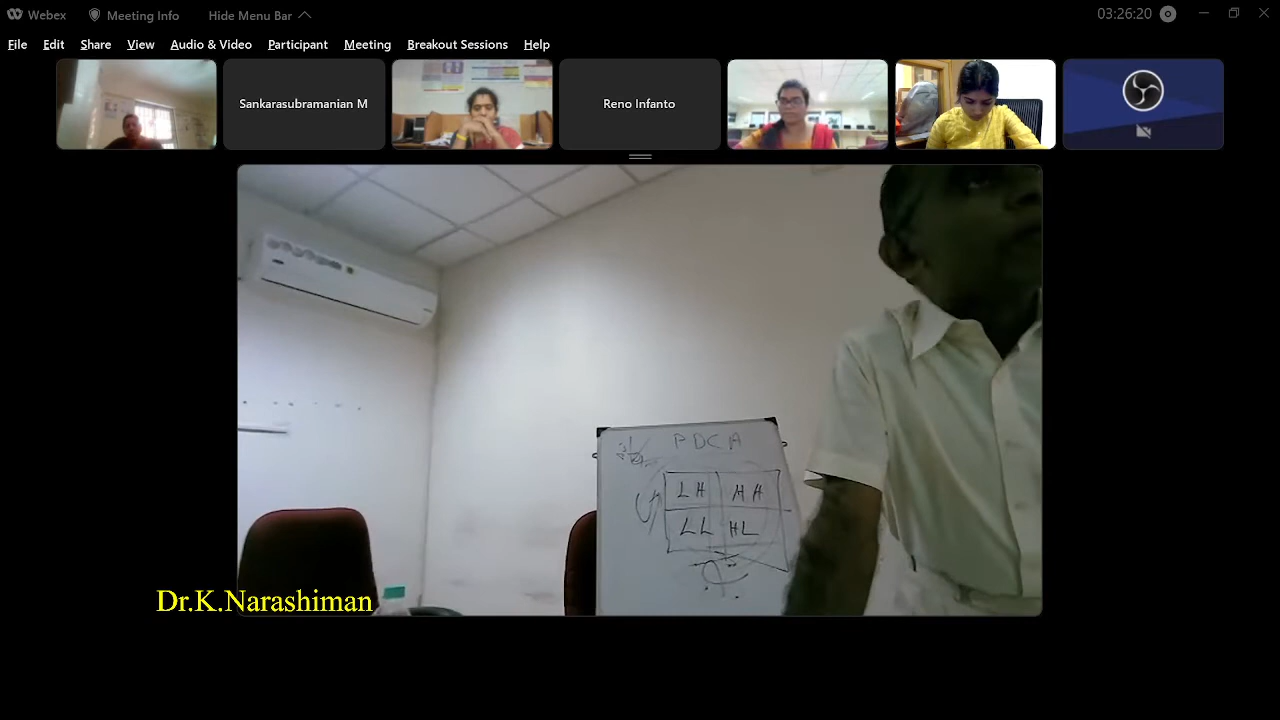 Webex Meeting Info Hide Menu Bar 03:26:20
File Edit Share View Audio & Video Participant Meeting Breakout Sessions Help
Sankarasubramanian M
Reno Infanto
PDCA
LH HH
LL HL
Dr.K.Narashiman